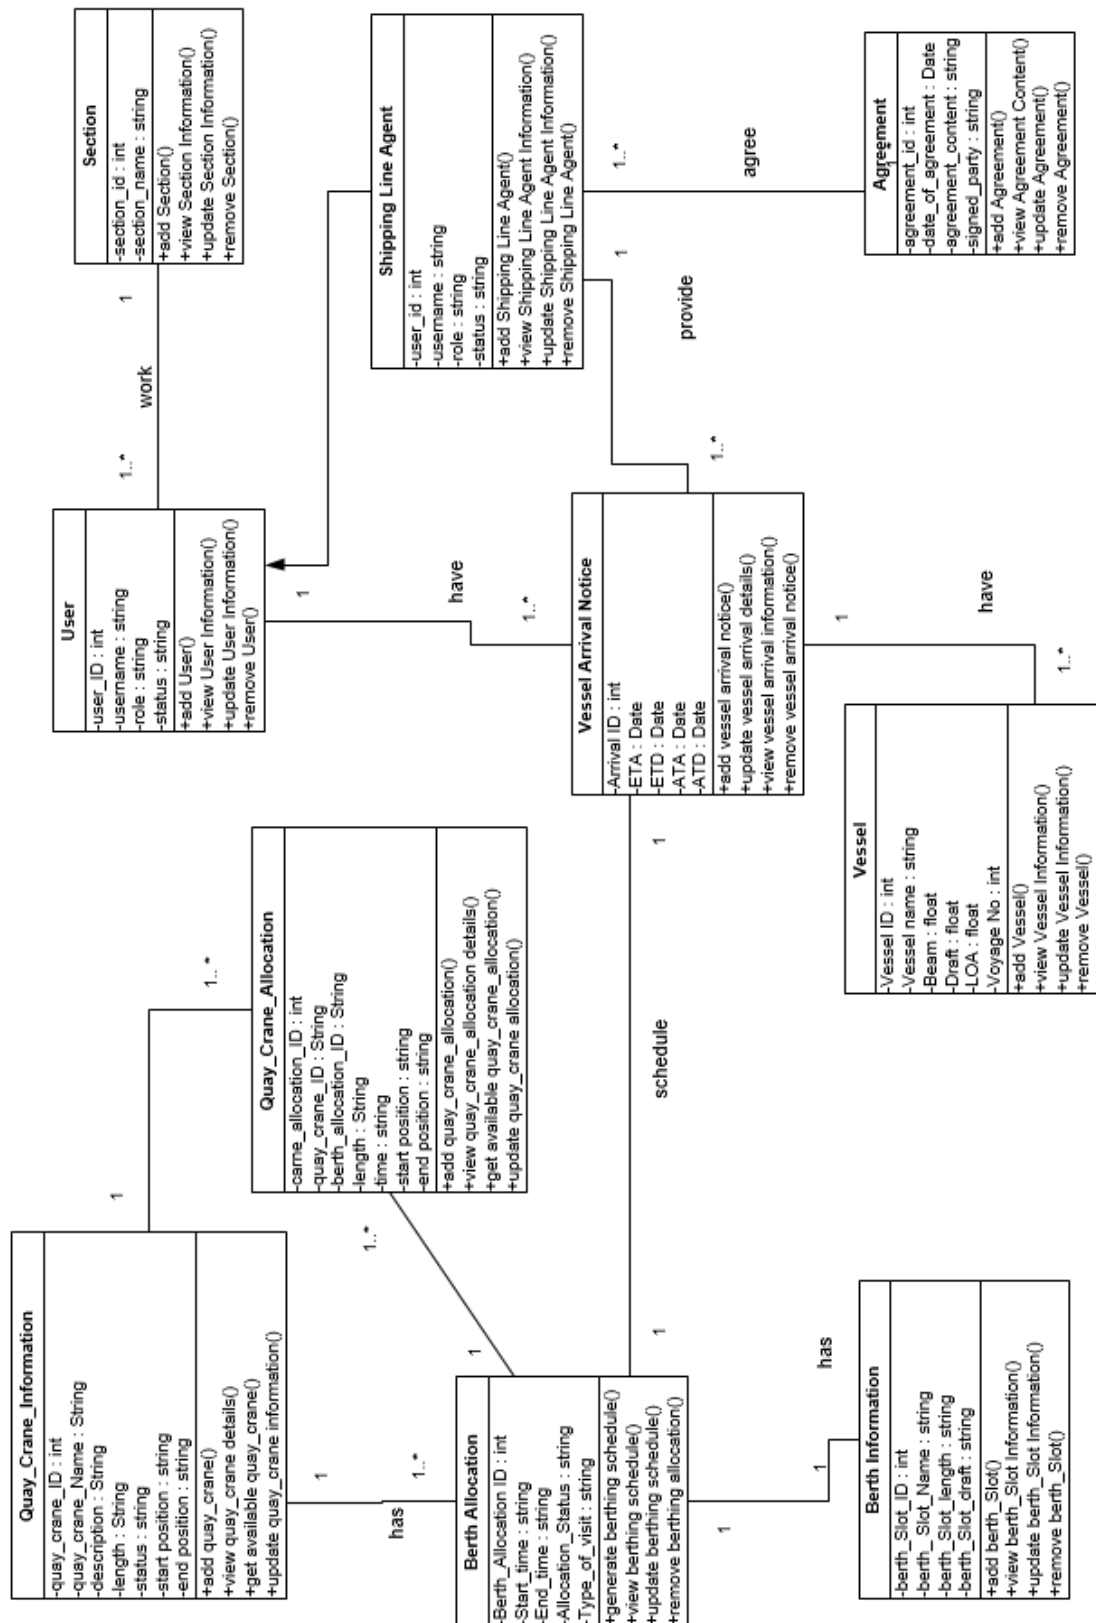 Quay_Crane_Information
-quay_crane_ID : int
-quay_crane_Name : String
-description : String
-length : String
-status : string
-start position : string
-end position : string
+add quay_crane()
+view quay_crane details()
+get available quay_crane()
+update quay_crane information()
1
1..*
Quay_Crane_Allocation
-carne_allocation_ID : int
-quay_crane_ID : String
-berth_allocation_ID : String
-length : String
-time : string
-start position : string
-end position : string
+add quay_crane_allocation()
+view quay_crane_allocation details()
+get available quay_crane_allocation()
+update quay_crane allocation()
User
-user_ID : int
-username : string
-role : string
-status : string
+add User()
+view User Information()
+update User Information()
+remove User()
1..*
work
1
Section
-section_id : int
-section_name : string
+add Section()
+view Section Information()
+update Section Information()
+remove Section()
1
has
1..*
1
1..*
1
have
1..*
Shipping Line Agent
-user_id : int
-username : string
-role : string
-status : string
+add Shipping Line Agent()
+view Shipping Line Agent Information()
+update Shipping Line Agent Information()
+remove Shipping Line Agent()
Berth Allocation
-Berth_Allocation ID : int
-Start_time : string
-End_time : string
-Allocation_Status : string
-Type_of_visit : string
+generate berthing schedule()
+view berthing schedule()
+update berthing schedule()
+remove berthing allocation()
1
schedule
1
Vessel Arrival Notice
-Arrival ID : int
-ETA : Date
-ETD : Date
-ATA : Date
-ATD : Date
+add vessel arrival notice()
+update vessel arrival details()
+view vessel arrival information()
+remove vessel arrival notice()
1..*
provide
1
1..*
agree
1
has
1
1
have
1..*
Berth Information
-berth_Slot_ID : int
-berth_Slot_Name : string
-berth_Slot_length : string
-berth_Slot_draft : string
+add berth_Slot()
+view berth_Slot Information()
+update berth_Slot Information()
+remove berth_Slot()
Vessel
-Vessel ID : int
-Vessel name : string
-Beam : float
-Draft : float
-LOA : float
-Voyage No : int
+add Vessel()
+view Vessel Information()
+update Vessel Information()
+remove Vessel()
Agreement
1..*
-agreement_id : int
-date_of_agreement : Date
-agreement_content : string
-signed_party : string
+add Agreement()
+view Agreement Content()
+update Agreement()
+remove Agreement()